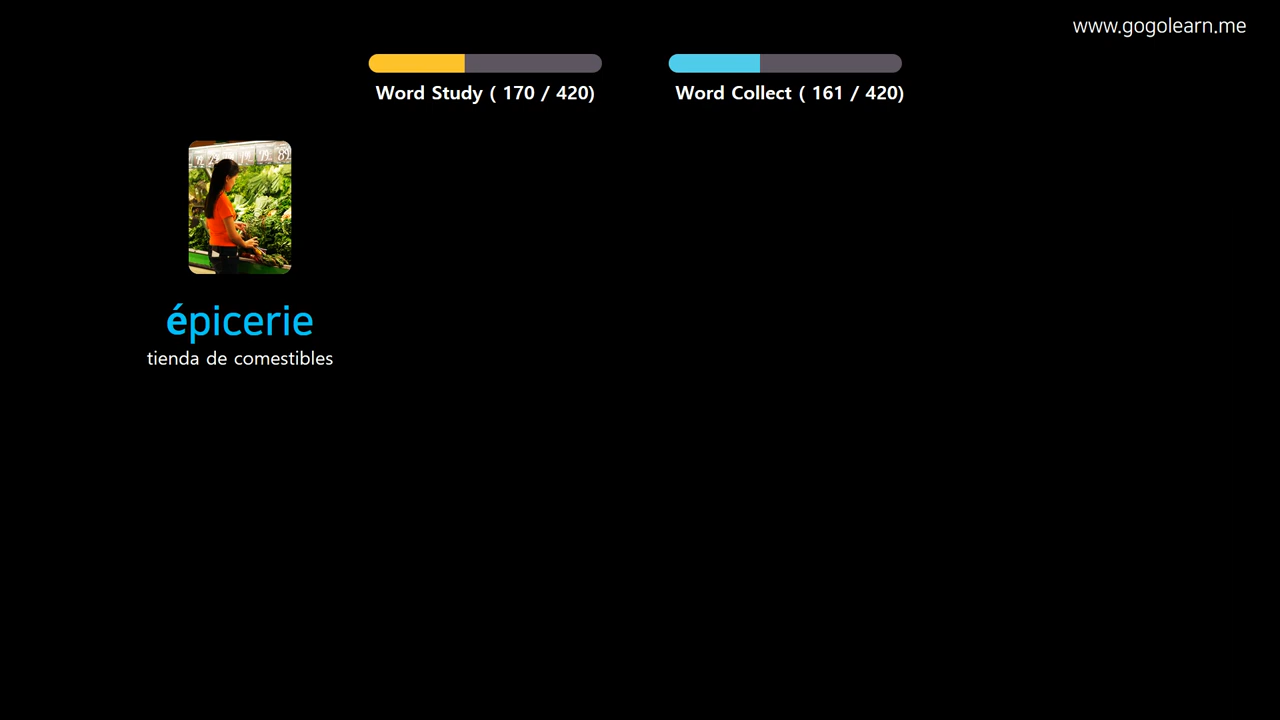 www.gogolearn.me
Word Study ( 170 / 420)
Word Collect ( 161 / 420)
épicerie
tienda de comestibles